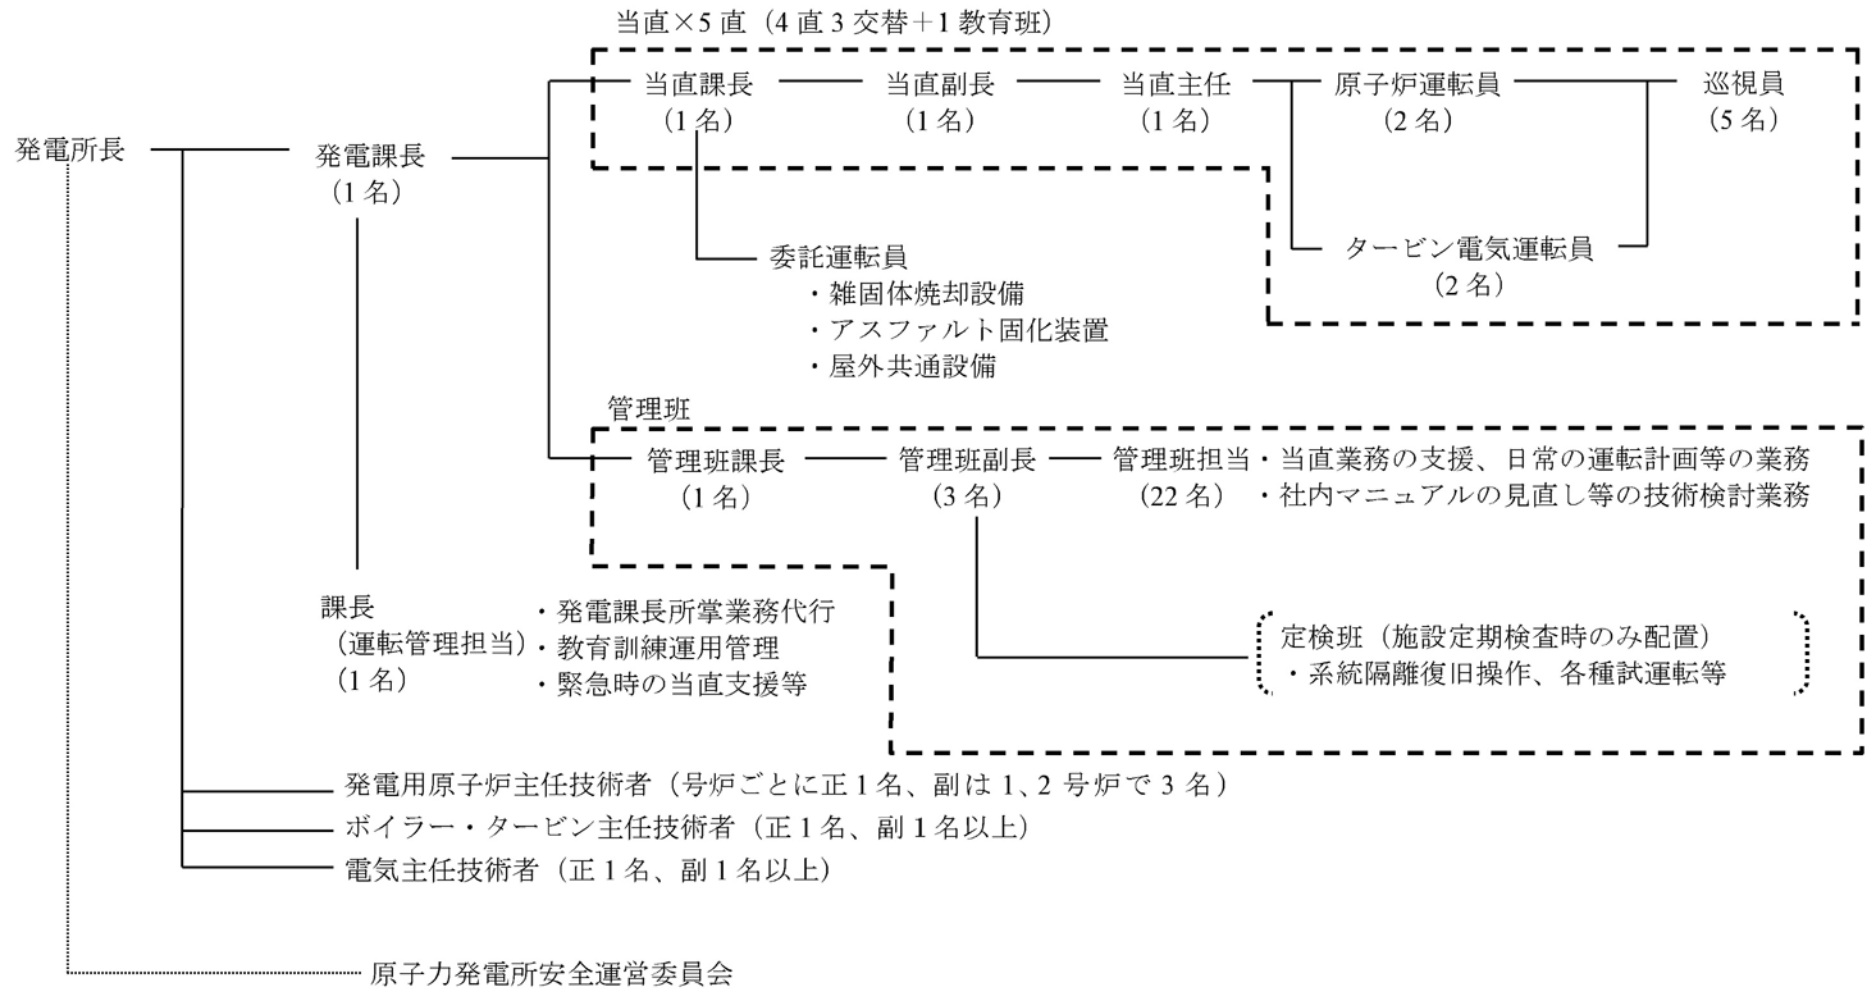 当直×5直（4直3交替＋1教育班）
当直課長
（1名）
当直副長
（1名）
当直主任
（1名）
原子炉運転員
（2名）
巡視員
（5名）
発電所長
発電課長
（1名）
タービン電気運転員
（2名）
委託運転員
・雑固体焼却設備
・アスファルト固化装置
・屋外共通設備
管理班
管理班課長
（1名）
管理班副長
（3名）
管理班担当
（22名）
・当直業務の支援、日常の運転計画等の業務
・社内マニュアルの見直し等の技術検討業務
課長
（運転管理担当）
（1名）
・発電課長所掌業務代行
・教育訓練運用管理
・緊急時の当直支援等
定検班（施設定期検査時のみ配置）
・系統隔離復旧操作、各種試運転等
発電用原子炉主任技術者（号炉ごとに正1名、副は1、2号炉で3名）
ボイラー・タービン主任技術者（正1名、副1名以上）
電気主任技術者（正1名、副1名以上）
原子力発電所安全運営委員会